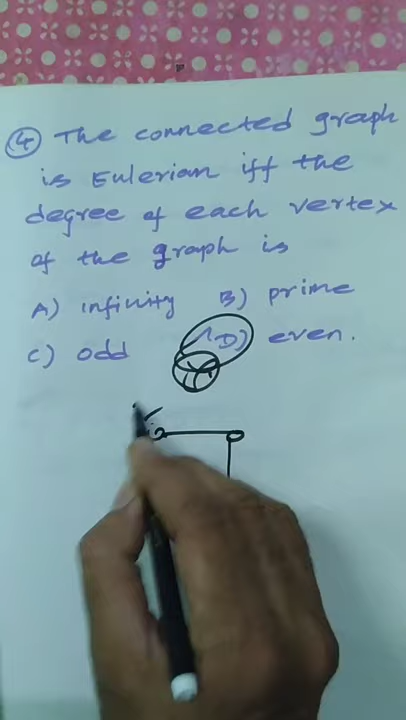 ④ The connected graph
is Eulerian iff the
degree of each vertex
of the graph is
A) infinity B) prime
C) odd D) even.